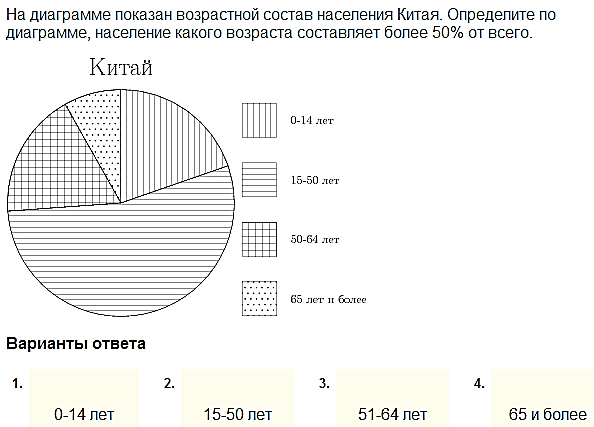 На диаграмме показан возрастной состав населения Китая. Определите по
диаграмме, население какого возраста составляет более 50% от всего.
Китай
0-14 лет
15-50 лет
50-64 лет
65 лет и более
Варианты ответа
1. 0-14 лет
2. 15-50 лет
3. 51-64 лет
4. 65 и более